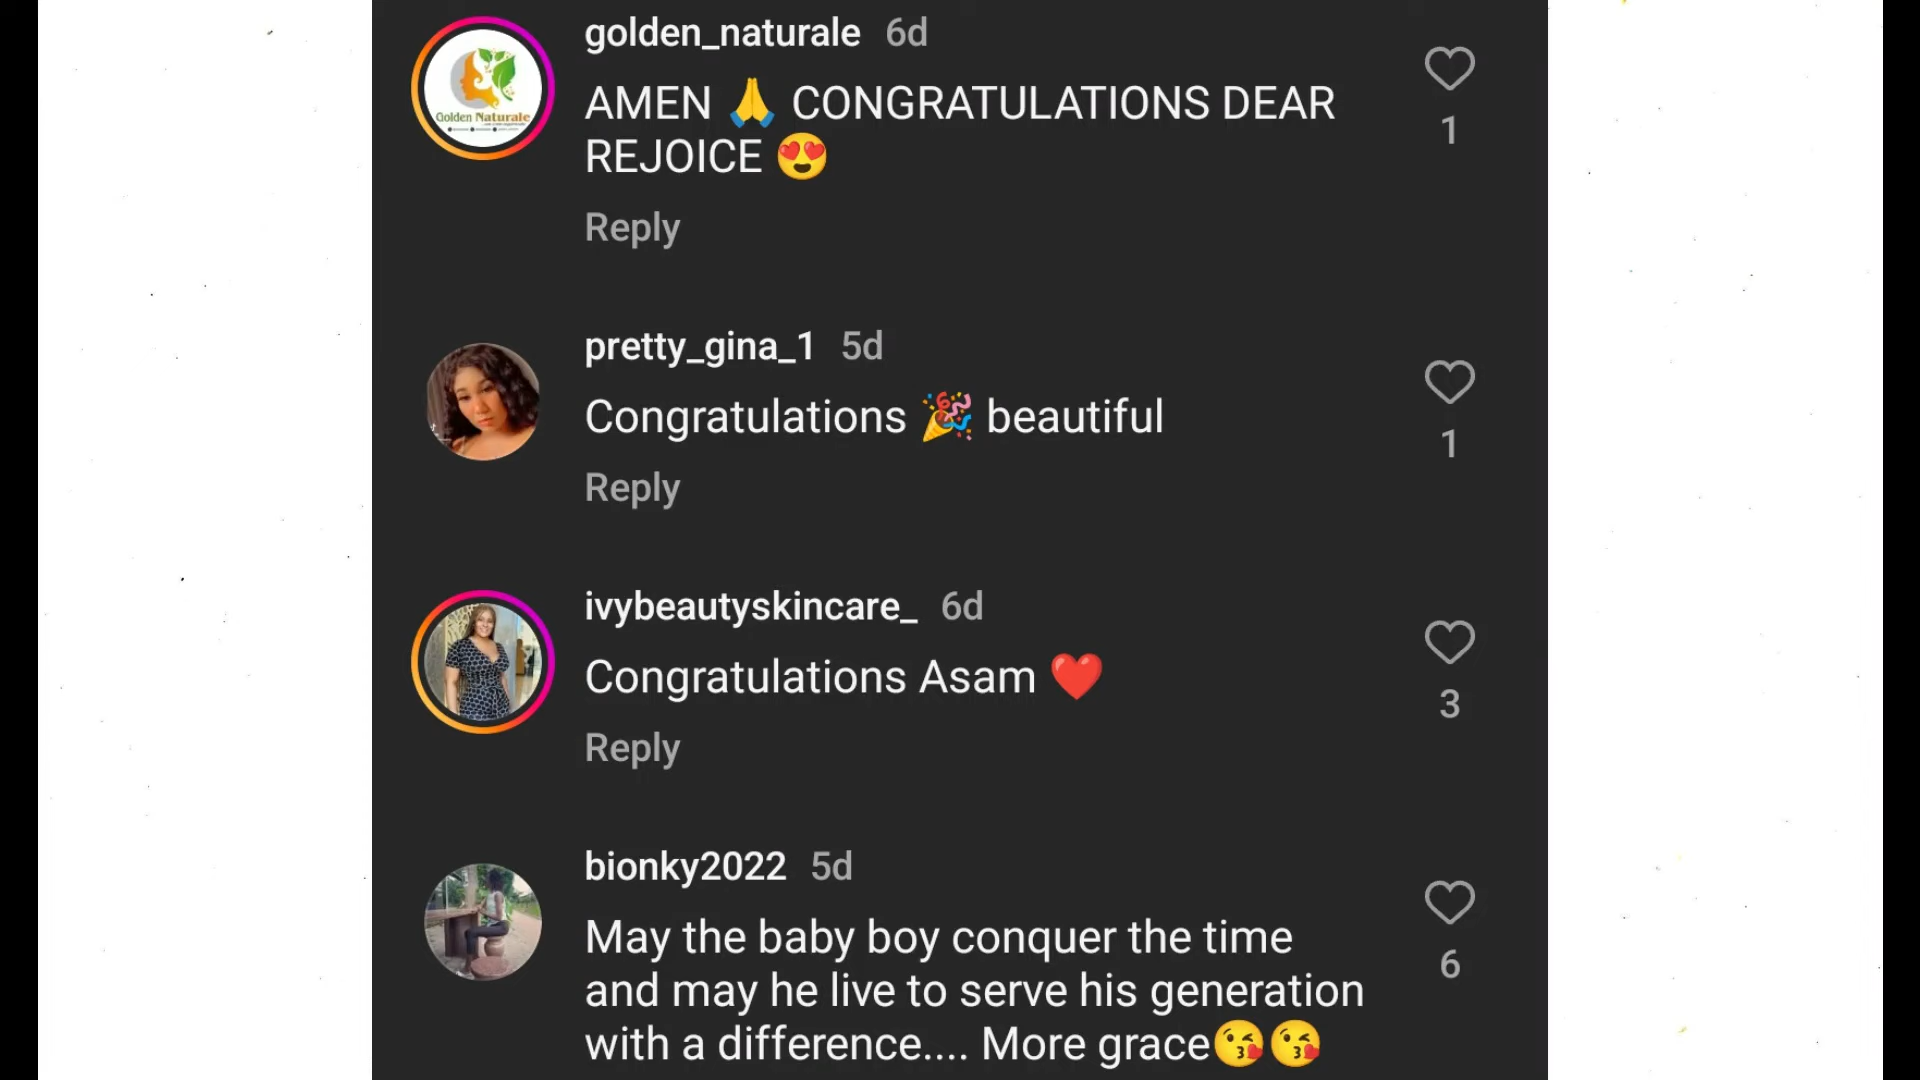 golden_naturale 6d
Golden Naturale
AMEN 🙏 CONGRATULATIONS DEAR
REJOICE 😍
1
Reply
pretty_gina_1 5d
Congratulations 🎉 beautiful
1
Reply
ivybeautyskincare_ 6d
Congratulations Asam ❤️
3
Reply
bionky2022 5d
May the baby boy conquer the time
and may he live to serve his generation
with a difference.... More grace😘😘
6